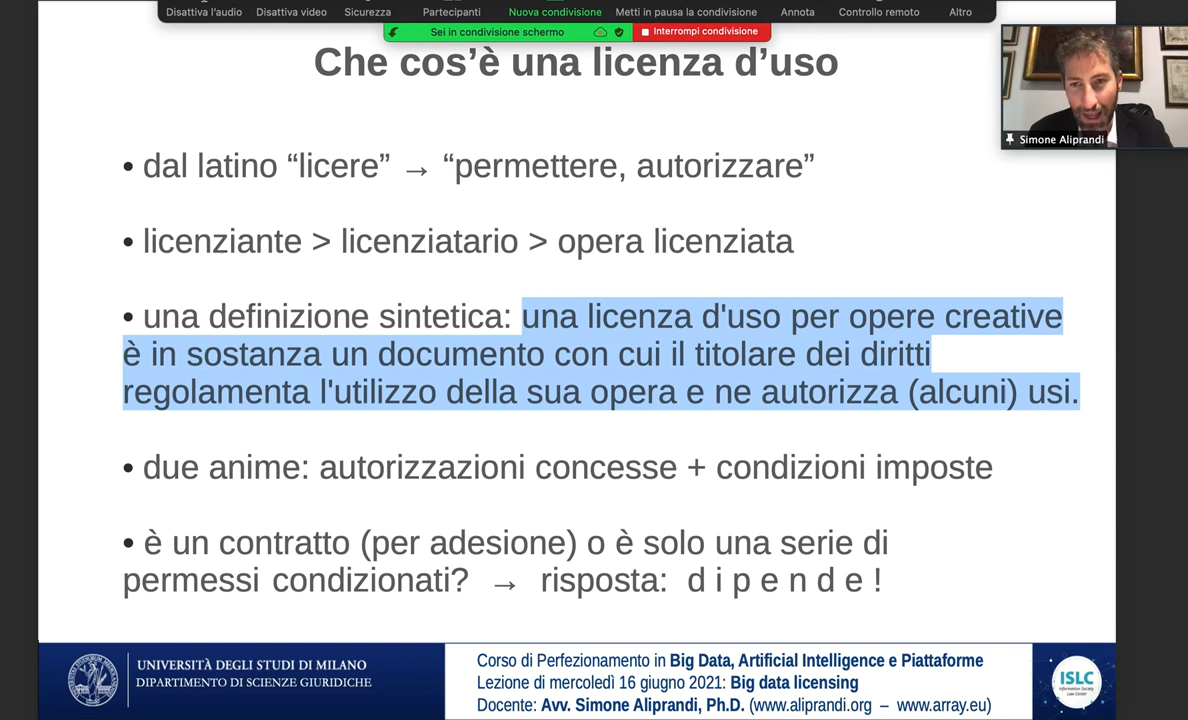 Disattiva l'audio Disattiva video Sicurezza Partecipanti Nuova condivisione Metti in pausa la condivisione Annota Controllo remoto Altro
Sei in condivisione schermo Interrompi condivisione
Che cos’è una licenza d’uso
Simone Aliprandi
• dal latino “licere” → “permettere, autorizzare”
• licenziante > licenziatario > opera licenziata
• una definizione sintetica: una licenza d'uso per opere creative
è in sostanza un documento con cui il titolare dei diritti
regolamenta l'utilizzo della sua opera e ne autorizza (alcuni) usi.
• due anime: autorizzazioni concesse + condizioni imposte
• è un contratto (per adesione) o è solo una serie di
permessi condizionati? → risposta: d i p e n d e !
UNIVERSITÀ DEGLI STUDI DI MILANO
DIPARTIMENTO DI SCIENZE GIURIDICHE
Corso di Perfezionamento in Big Data, Artificial Intelligence e Piattaforme
Lezione di mercoledì 16 giugno 2021: Big data licensing
Docente: Avv. Simone Aliprandi, Ph.D. (www.aliprandi.org – www.array.eu)
ISLC
Information Society
Law Center